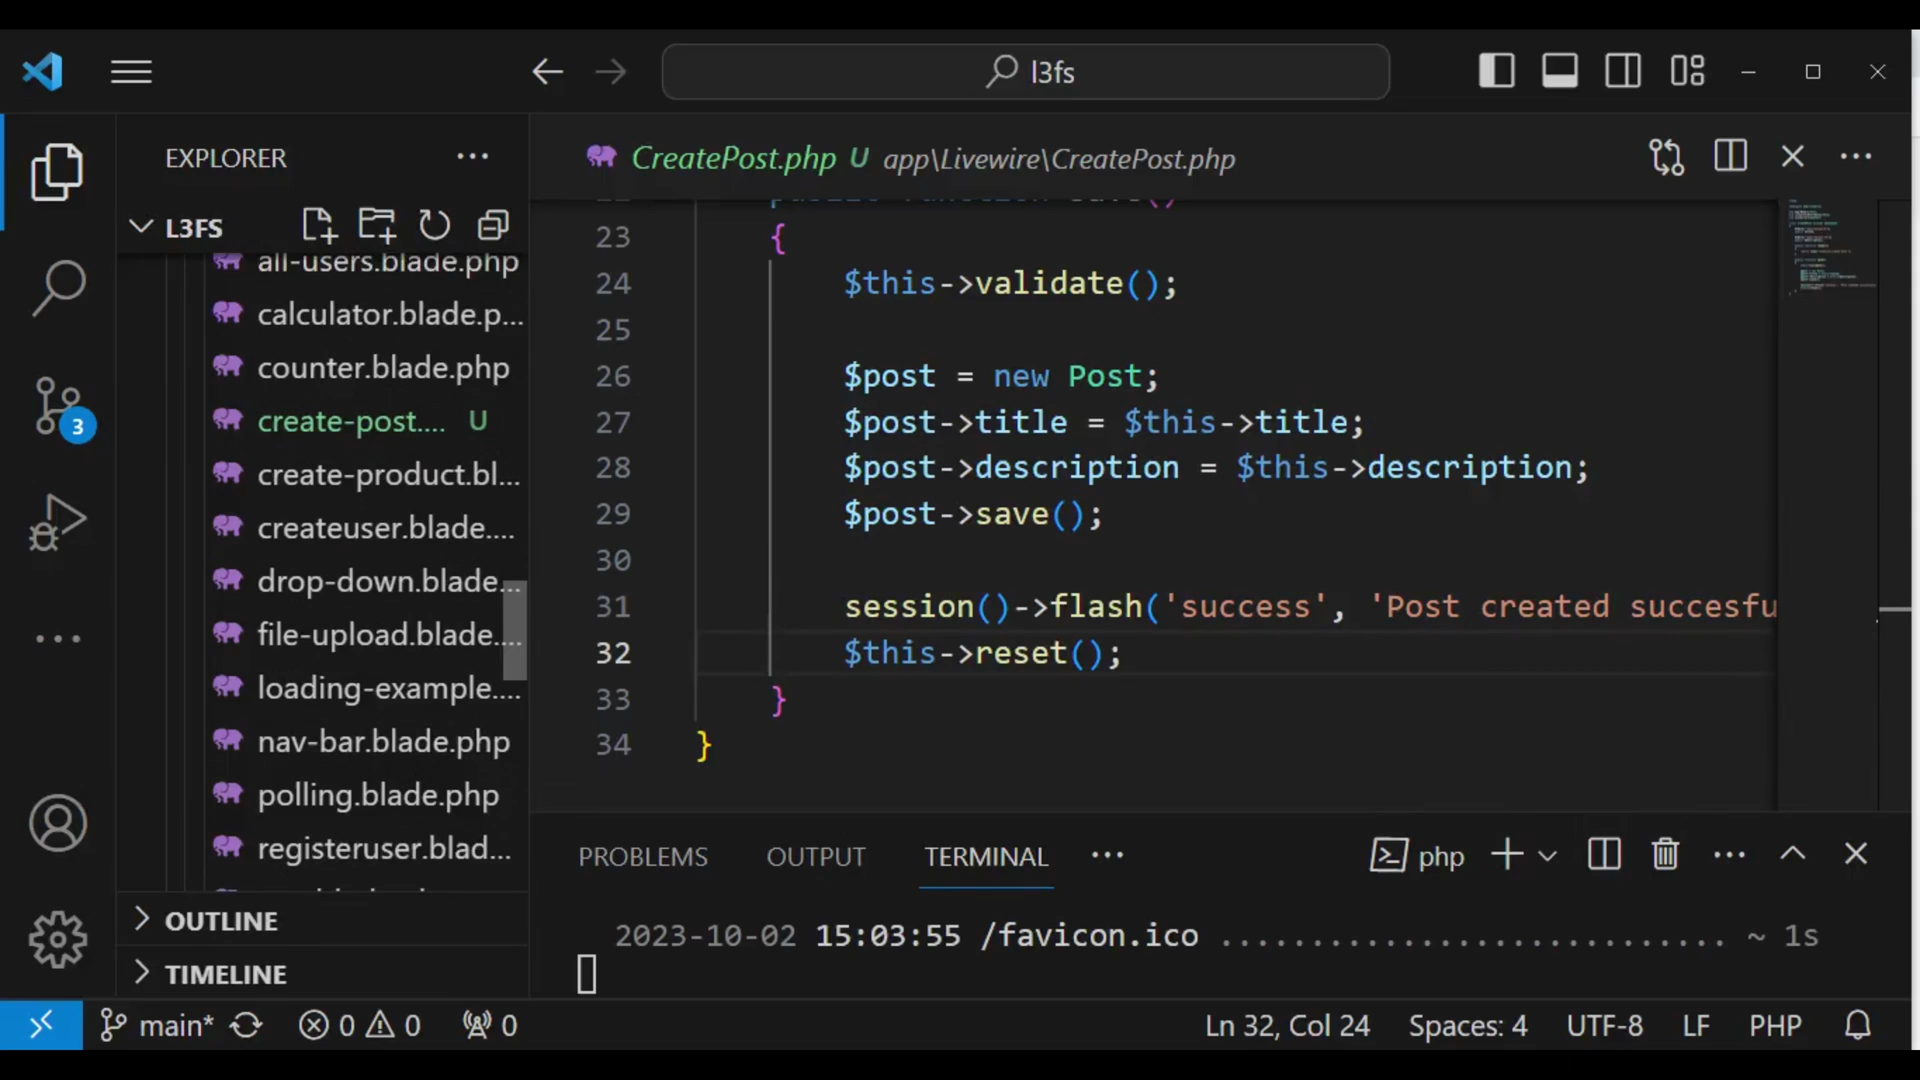 l3fs
EXPLORER
L3FS
all-users.blade.php
calculator.blade.p...
counter.blade.php
create-post.... U
create-product.bl...
createuser.blade....
drop-down.blade...
file-upload.blade....
loading-example....
nav-bar.blade.php
polling.blade.php
registeruser.blad...
OUTLINE
TIMELINE
CreatePost.php U app\Livewire\CreatePost.php
23 {
24 $this->validate();
25
26 $post = new Post;
27 $post->title = $this->title;
28 $post->description = $this->description;
29 $post->save();
30
31 session()->flash('success', 'Post created succesfu
32 $this->reset();
33 }
34 }
PROBLEMS OUTPUT TERMINAL php
2023-10-02 15:03:55 /favicon.ico ............................ ~ 1s
3
main* 0 0 0 Ln 32, Col 24 Spaces: 4 UTF-8 LF PHP